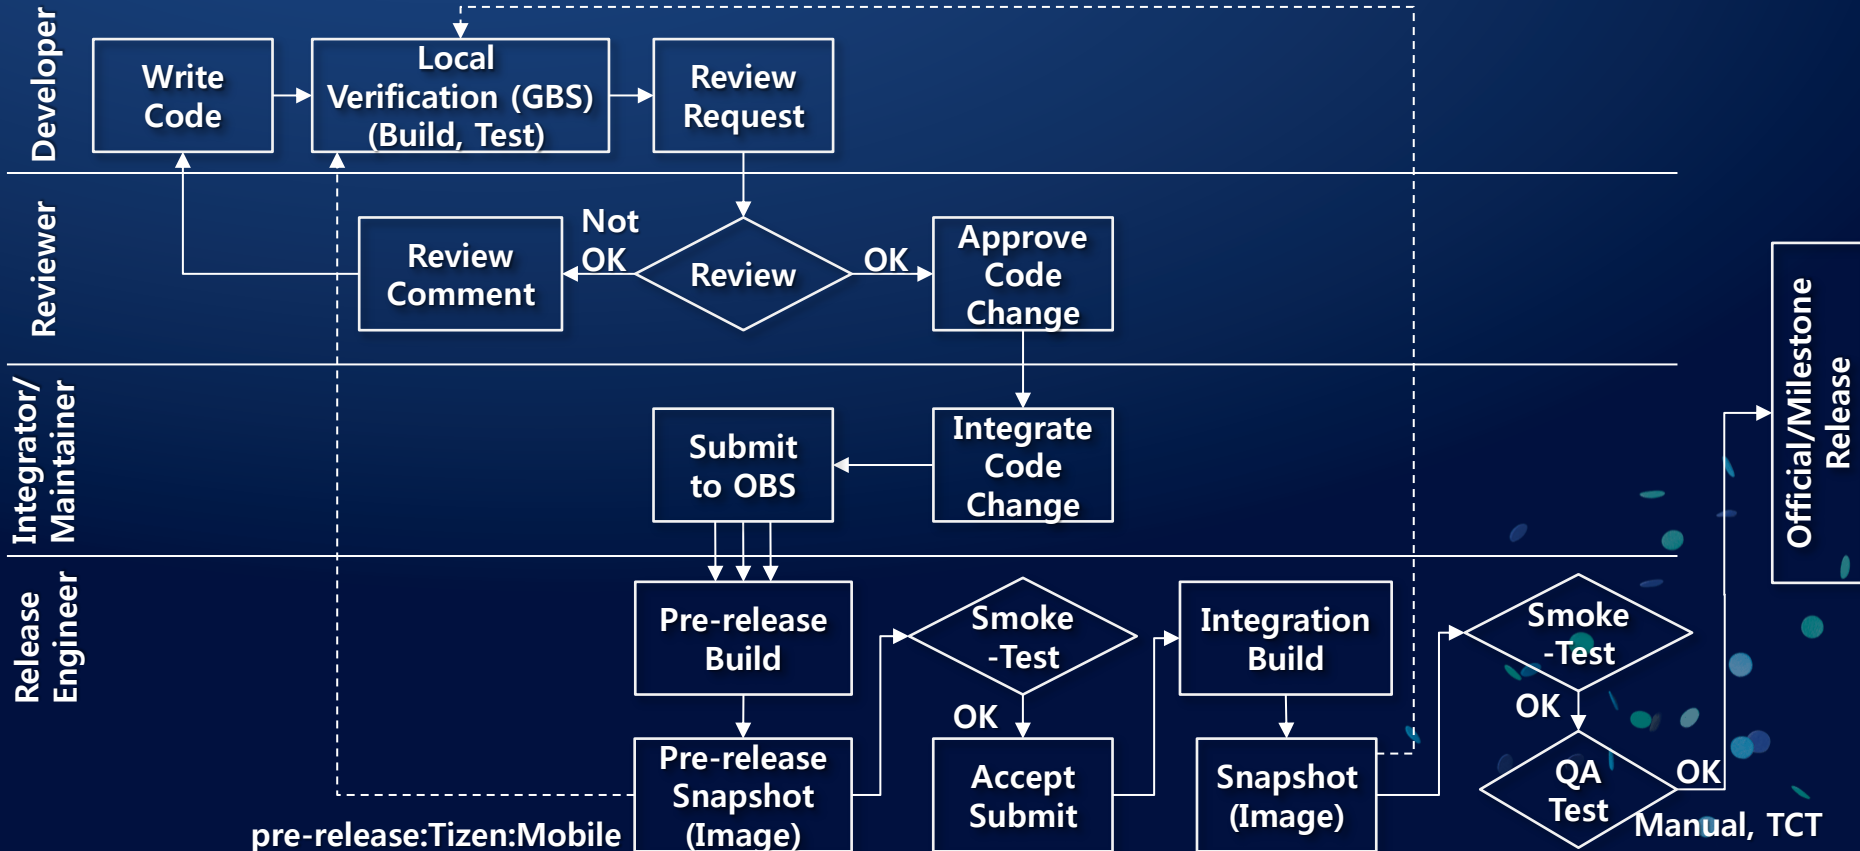 Developer
Write
Code
Local
Verification (GBS)
(Build, Test)
Review
Request
Reviewer
Review
Comment
Not
OK
Review
OK
Approve
Code
Change
Integrator/
Maintainer
Submit
to OBS
Integrate
Code
Change
Official/Milestone
Release
Release
Engineer
Pre-release
Build
Smoke
-Test
Integration
Build
Smoke
-Test
OK
OK
Pre-release
Snapshot
(Image)
Accept
Submit
Snapshot
(Image)
QA
Test
OK
pre-release:Tizen:Mobile
Manual, TCT